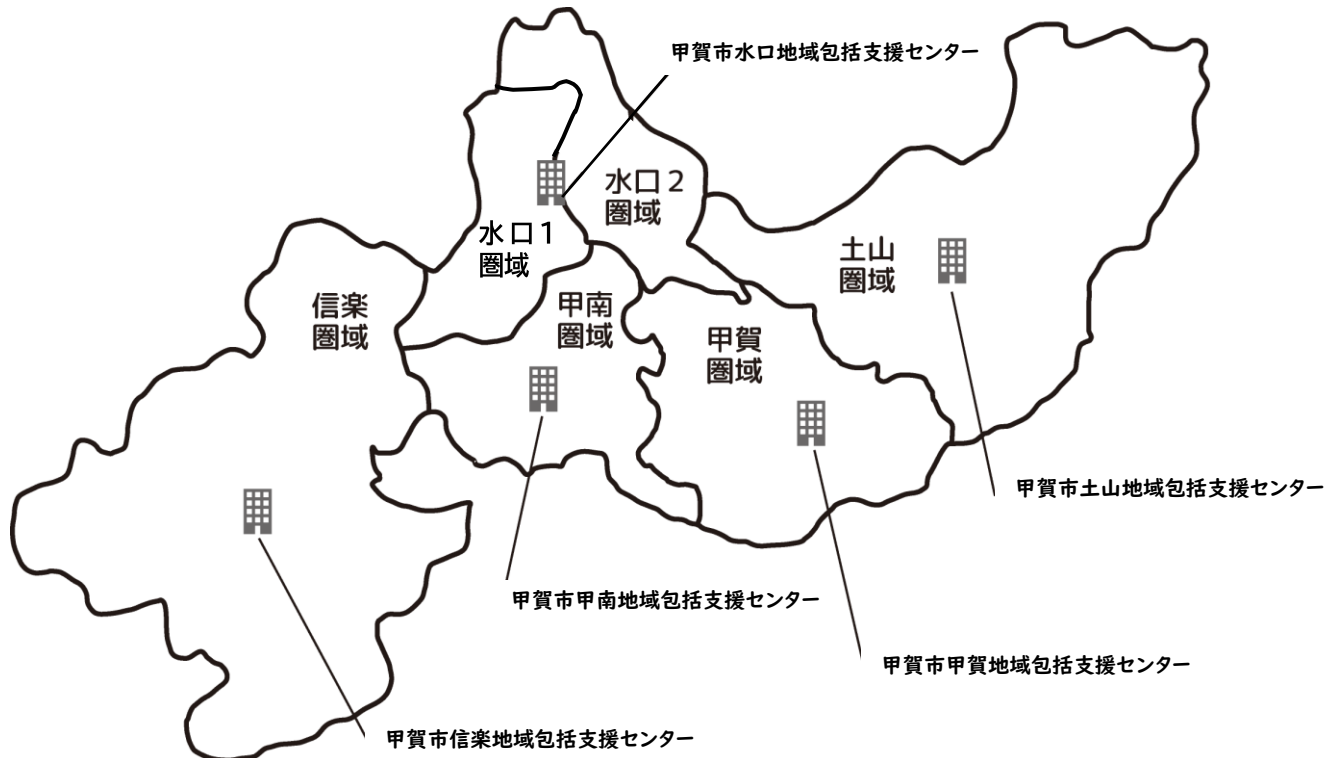 甲賀市水口地域包括支援センター
水口2
圏域
水口1
圏域
土山
圏域
信楽
圏域
甲南
圏域
甲賀
圏域
甲賀市土山地域包括支援センター
甲賀市甲南地域包括支援センター
甲賀市甲賀地域包括支援センター
甲賀市信楽地域包括支援センター